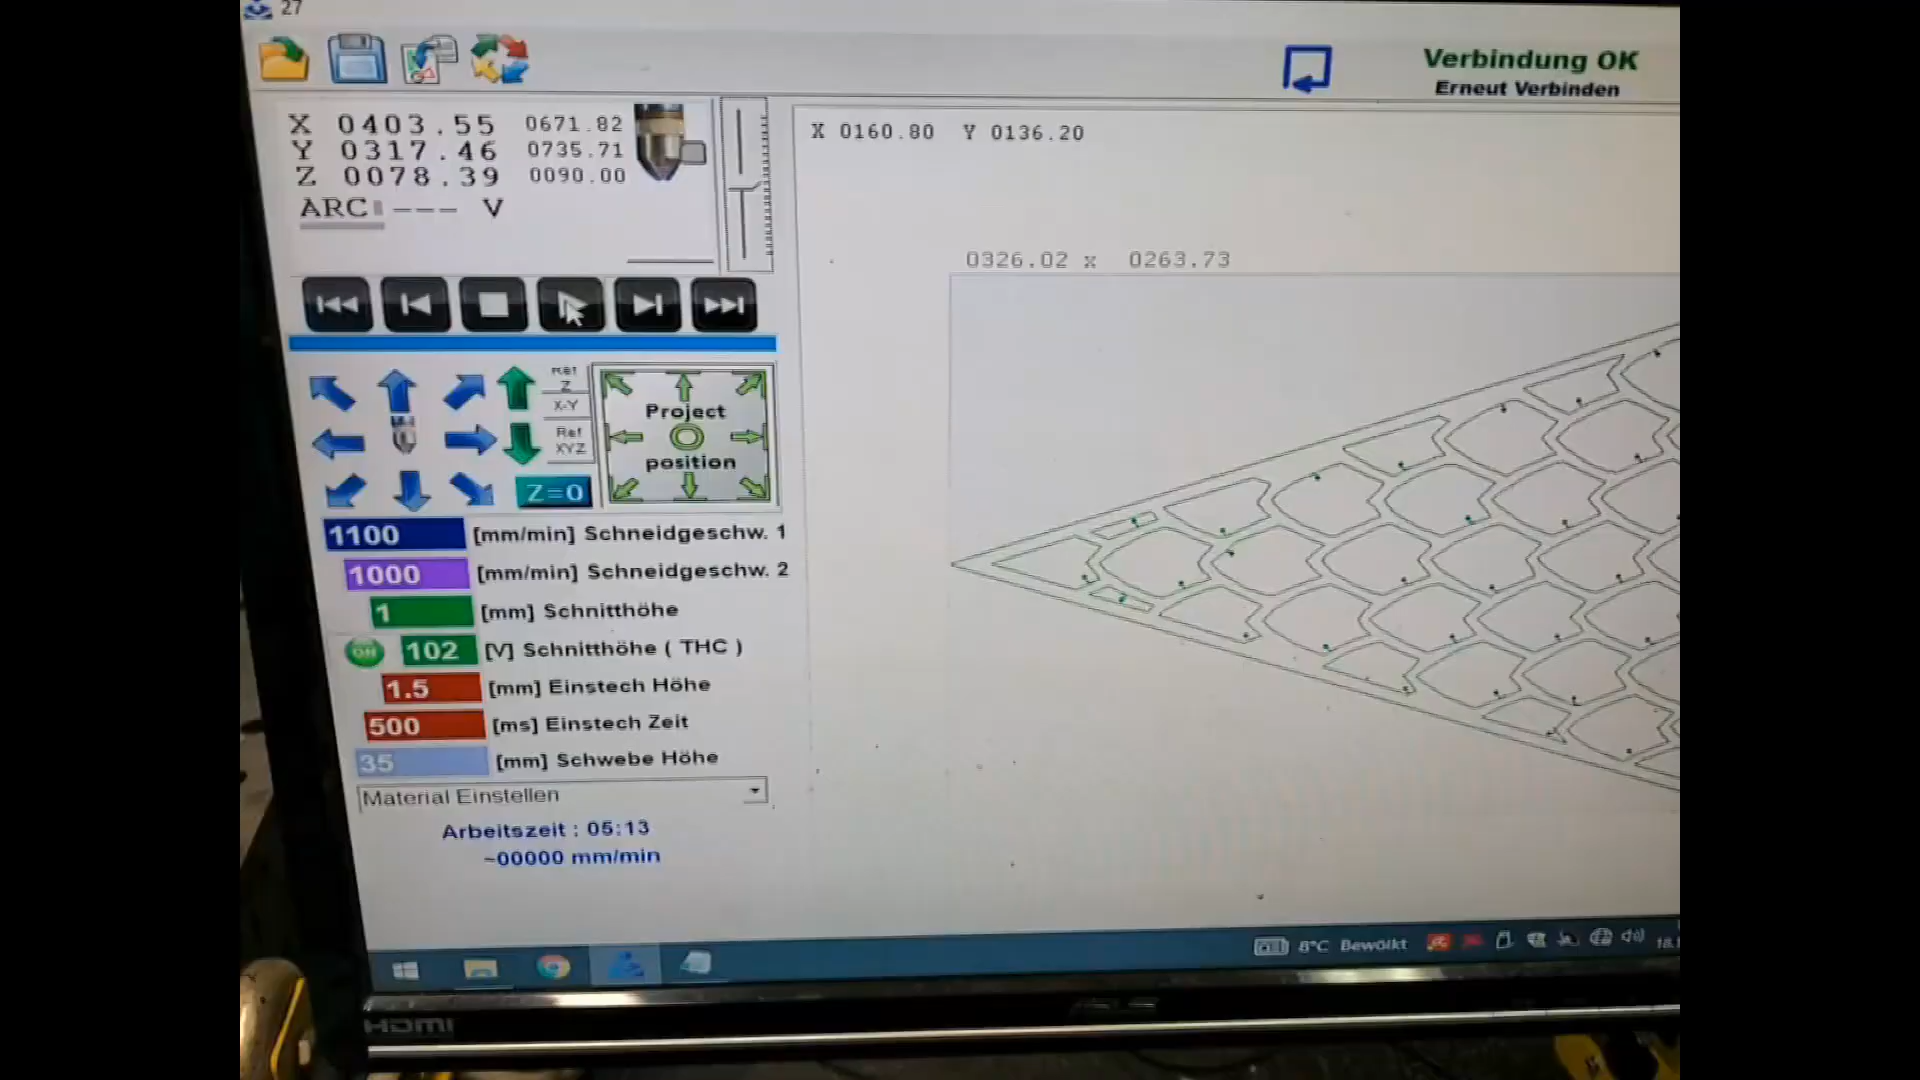 27
Verbindung OK
Erneut Verbinden
X 0403.55 0671.82
Y 0317.46 0735.71
Z 0078.39 0090.00
ARC --- V
X 0160.80 Y 0136.20
0326.02 x 0263.73
Ref
Z
X-Y
Ref
XYZ
Z=0
Project
position
1100 [mm/min] Schneidgeschw. 1
1000 [mm/min] Schneidgeschw. 2
1 [mm] Schnitthöhe
ON 102 [V] Schnitthöhe ( THC )
1.5 [mm] Einstech Höhe
500 [ms] Einstech Zeit
35 [mm] Schwebe Höhe
Material Einstellen
Arbeitszeit : 05:13
~00000 mm/min
8°C Bewölkt
HDMI